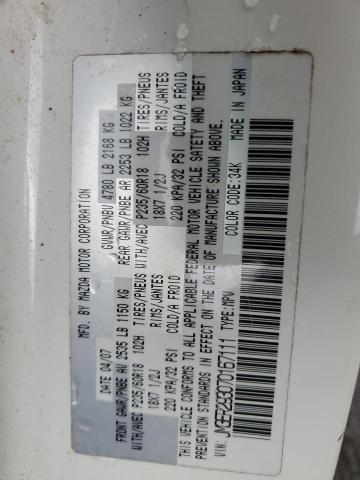 MFD. BY MAZDA MOTOR CORPORATION
DATE 04/07 GVWR/PNBV 4780 LB 2168 KG
FRONT GAWR/PNBE AV 2535 LB 1150 KG REAR GAWR/PNBE AR 2253 LB 1022 KG
WITH/AVEC P235/60R18 102H TIRES/PNEUS WITH/AVEC P235/60R18 102H TIRES/PNEUS
18X7 1/2J RIMS/JANTES 18X7 1/2J RIMS/JANTES
220 KPA/32 PSI COLD/A FROID 220 KPA/32 PSI COLD/A FROID
THIS VEHICLE CONFORMS TO ALL APPLICABLE FEDERAL MOTOR VEHICLE SAFETY AND THEFT
PREVENTION STANDARDS IN EFFECT ON THE DATE OF MANUFACTURE SHOWN ABOVE.
TYPE:MPV COLOR CODE:34K MADE IN JAPAN